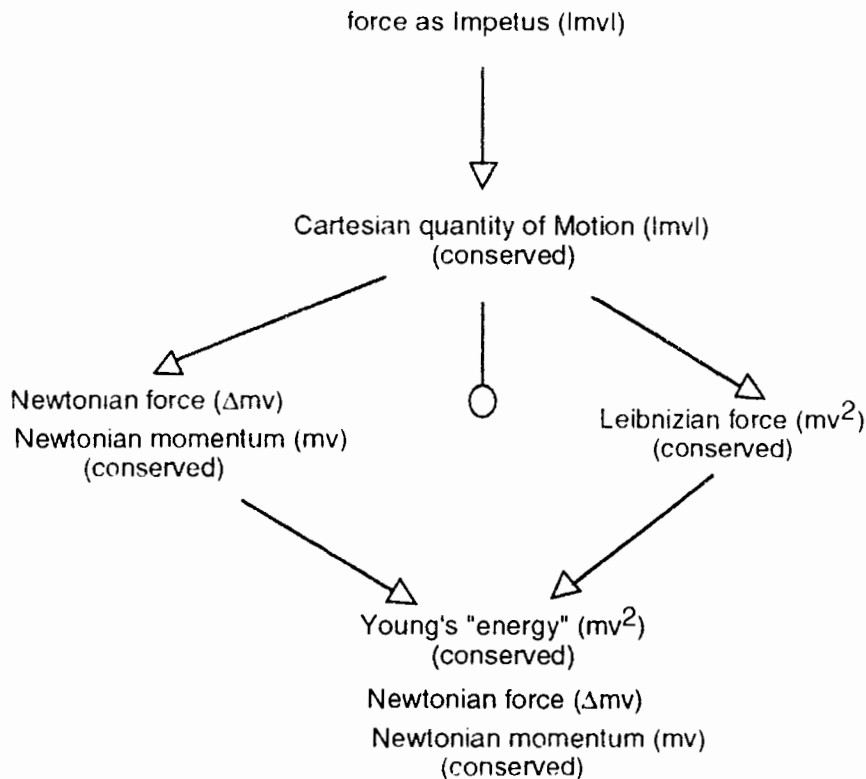 force as Impetus (|mv|)
Cartesian quantity of Motion (|mv|)
(conserved)
Newtonian force (Δmv)
Newtonian momentum (mv)
(conserved)
Leibnizian force (mv²)
(conserved)
Young's "energy" (mv²)
(conserved)
Newtonian force (Δmv)
Newtonian momentum (mv)
(conserved)